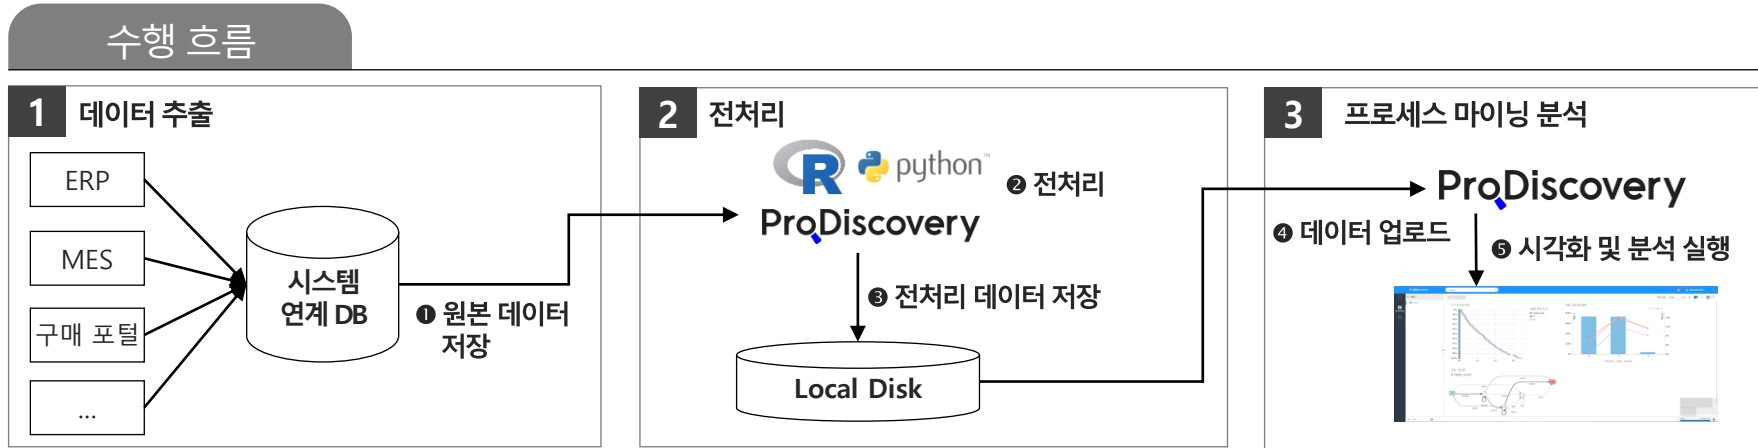 수행 흐름
1 데이터 추출
ERP
MES
구매 포털
...
시스템
연계 DB
❶ 원본 데이터
저장
2 전처리
R python™
❷ 전처리
ProDiscovery
❸ 전처리 데이터 저장
Local Disk
3 프로세스 마이닝 분석
ProDiscovery
❹ 데이터 업로드
❺ 시각화 및 분석 실행